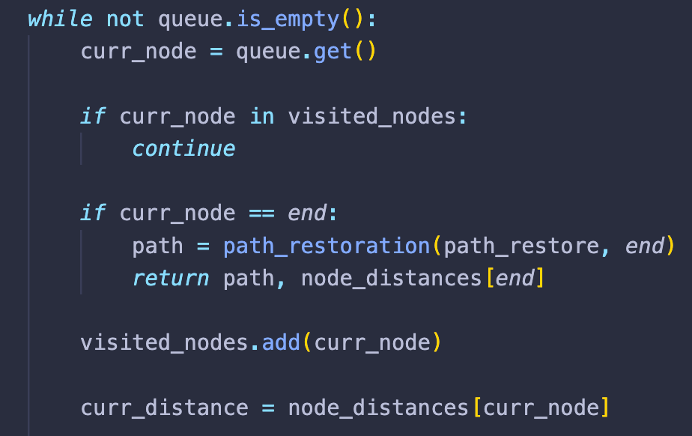 while not queue.is_empty():
    curr_node = queue.get()

    if curr_node in visited_nodes:
        continue

    if curr_node == end:
        path = path_restoration(path_restore, end)
        return path, node_distances[end]

    visited_nodes.add(curr_node)

    curr_distance = node_distances[curr_node]